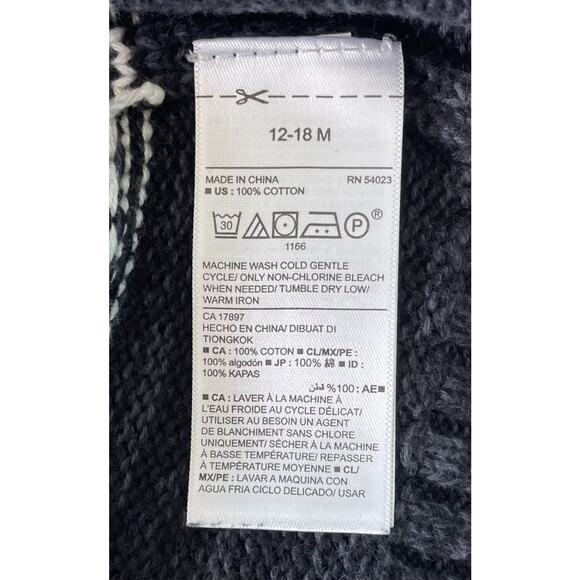 12-18 M
MADE IN CHINA RN 54023
■ US : 100% COTTON
30 P ®
1166
MACHINE WASH COLD GENTLE
CYCLE/ ONLY NON-CHLORINE BLEACH
WHEN NEEDED/ TUMBLE DRY LOW/
WARM IRON
CA 17897
HECHO EN CHINA/ DIBUAT DI
TIONGKOK
■ CA : 100% COTON ■ CL/MX/PE :
100% algodón ■ JP : 100% 綿 ■ ID :
100% KAPAS
■AE : 100% قطن
■ CA : LAVER À LA MACHINE À
L'EAU FROIDE AU CYCLE DÉLICAT/
UTILISER AU BESOIN UN AGENT
DE BLANCHIMENT SANS CHLORE
UNIQUEMENT/ SÉCHER À LA MACHINE
À BASSE TEMPÉRATURE/ REPASSER
À TEMPÉRATURE MOYENNE ■ CL/
MX/PE : LAVAR A MAQUINA CON
AGUA FRIA CICLO DELICADO/ USAR